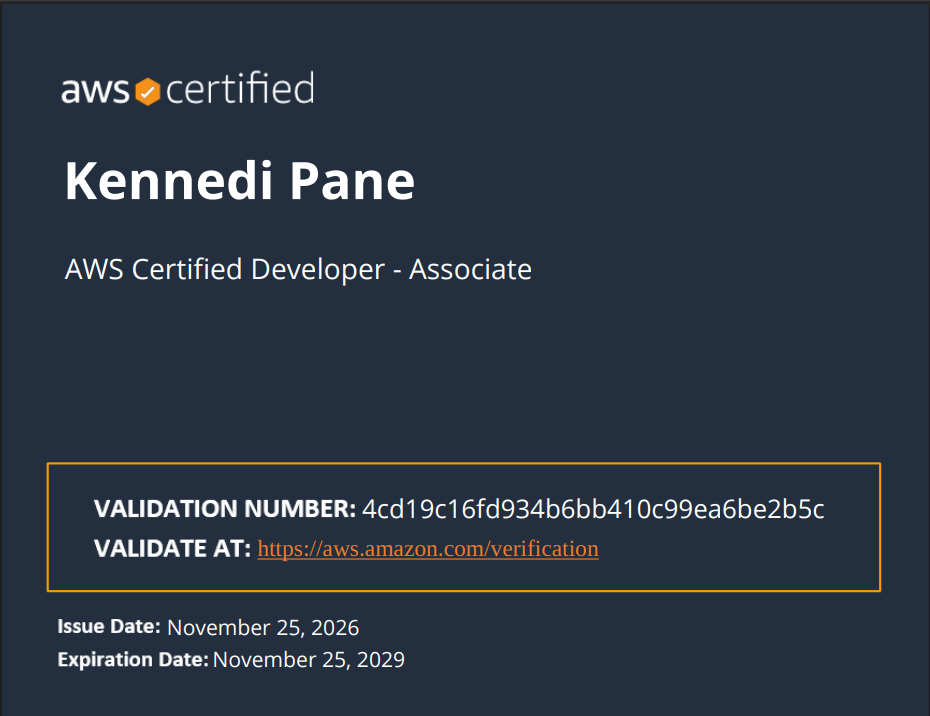 aws certified
Kennedi Pane
AWS Certified Developer - Associate
VALIDATION NUMBER: 4cd19c16fd934b6bb410c99ea6be2b5c
VALIDATE AT: https://aws.amazon.com/verification
Issue Date: November 25, 2026
Expiration Date: November 25, 2029